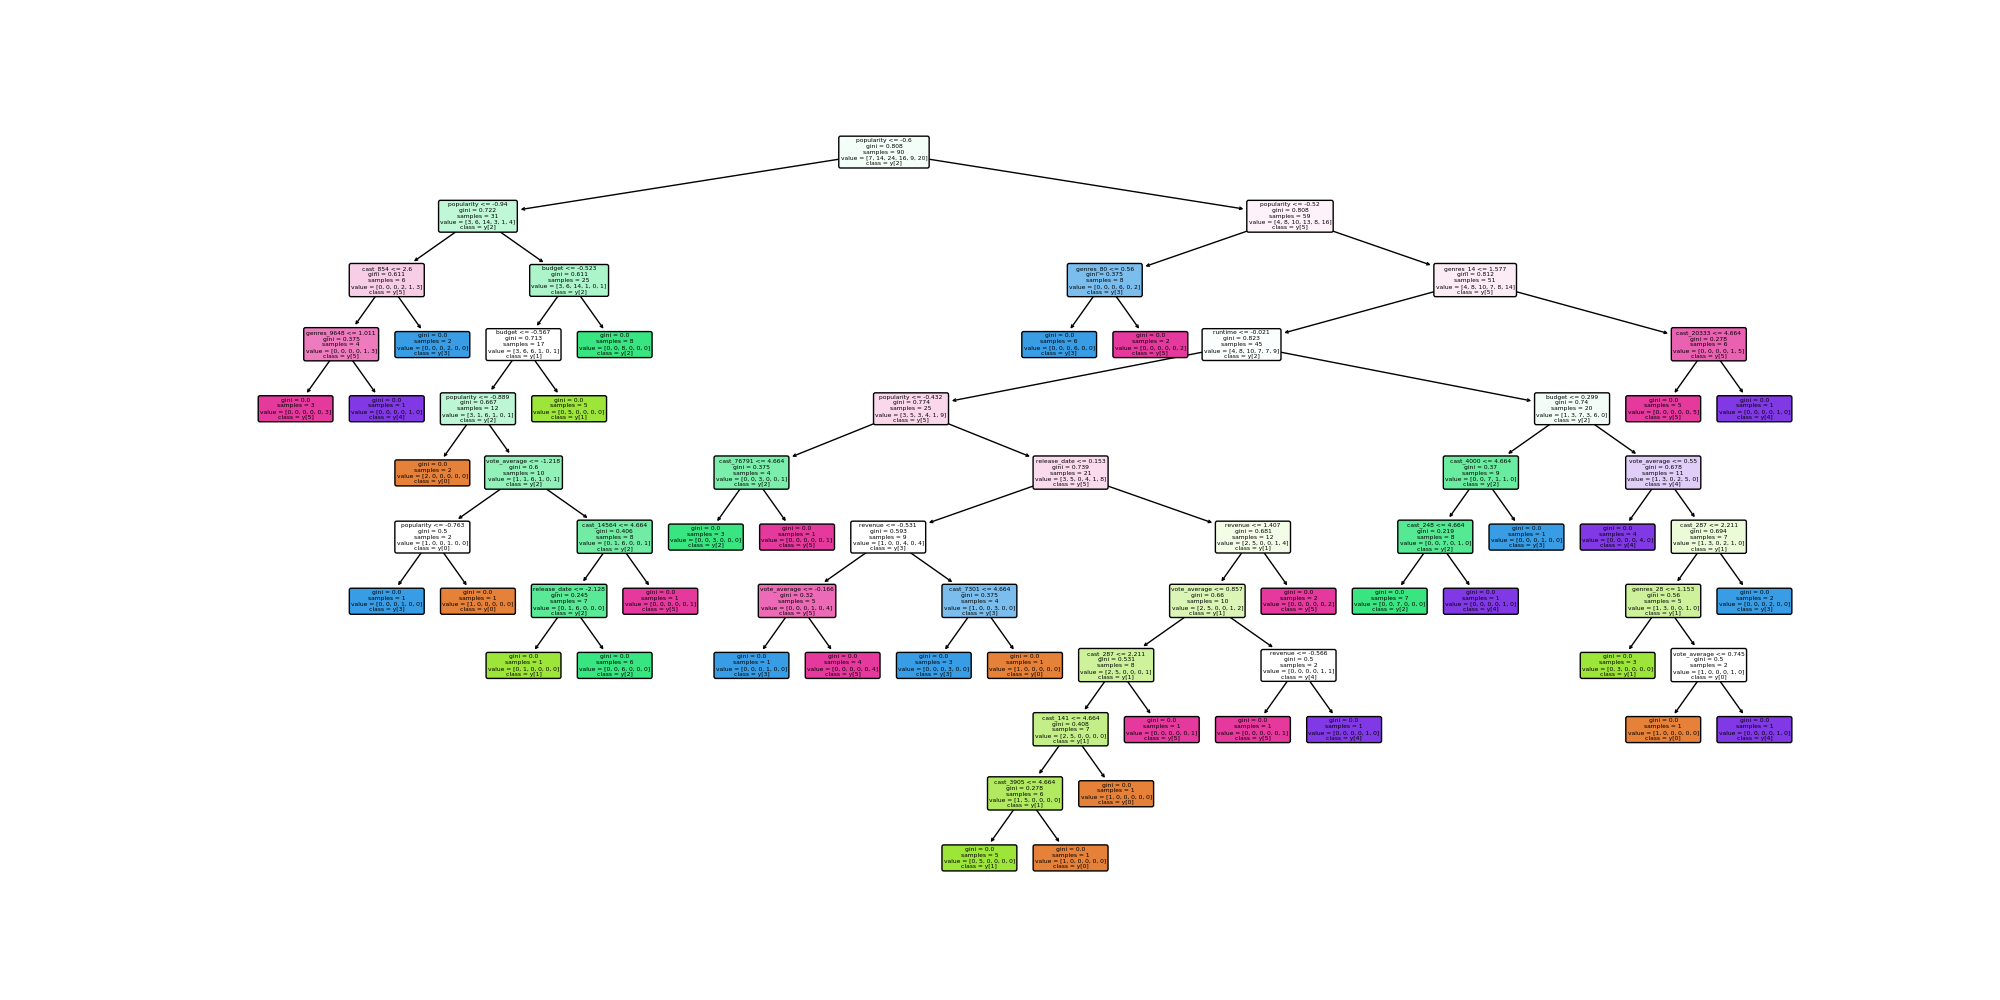 popularity <= -0.6
gini = 0.808
samples = 90
value = [7, 14, 24, 16, 9, 20]
class = y[2]
popularity <= -0.94
gini = 0.722
samples = 31
value = [3, 6, 14, 3, 1, 4]
class = y[2]
popularity <= -0.52
gini = 0.808
samples = 59
value = [4, 8, 10, 13, 8, 16]
class = y[5]
cast_854 <= 2.6
gini = 0.611
samples = 6
value = [0, 0, 0, 2, 1, 3]
class = y[5]
budget <= -0.523
gini = 0.611
samples = 25
value = [3, 6, 14, 1, 0, 1]
class = y[2]
genres_80 <= 0.56
gini = 0.375
samples = 8
value = [0, 0, 0, 6, 0, 2]
class = y[3]
genres_14 <= 1.577
gini = 0.812
samples = 51
value = [4, 8, 10, 7, 8, 14]
class = y[5]
genres_9648 <= 1.011
gini = 0.375
samples = 4
value = [0, 0, 0, 0, 1, 3]
class = y[5]
gini = 0.0
samples = 2
value = [0, 0, 0, 2, 0, 0]
class = y[3]
budget <= -0.567
gini = 0.713
samples = 17
value = [3, 6, 6, 1, 0, 1]
class = y[1]
gini = 0.0
samples = 8
value = [0, 0, 8, 0, 0, 0]
class = y[2]
gini = 0.0
samples = 6
value = [0, 0, 0, 6, 0, 0]
class = y[3]
gini = 0.0
samples = 2
value = [0, 0, 0, 0, 0, 2]
class = y[5]
runtime <= -0.021
gini = 0.823
samples = 45
value = [4, 8, 10, 7, 7, 9]
class = y[2]
cast_20333 <= 4.664
gini = 0.278
samples = 6
value = [0, 0, 0, 0, 1, 5]
class = y[5]
gini = 0.0
samples = 3
value = [0, 0, 0, 0, 0, 3]
class = y[5]
gini = 0.0
samples = 1
value = [0, 0, 0, 0, 1, 0]
class = y[4]
popularity <= -0.889
gini = 0.667
samples = 12
value = [3, 1, 6, 1, 0, 1]
class = y[2]
gini = 0.0
samples = 5
value = [0, 5, 0, 0, 0, 0]
class = y[1]
popularity <= -0.432
gini = 0.774
samples = 25
value = [3, 5, 3, 4, 1, 9]
class = y[5]
budget <= 0.299
gini = 0.74
samples = 20
value = [1, 3, 7, 3, 6, 0]
class = y[2]
gini = 0.0
samples = 5
value = [0, 0, 0, 0, 0, 5]
class = y[5]
gini = 0.0
samples = 1
value = [0, 0, 0, 0, 1, 0]
class = y[4]
gini = 0.0
samples = 2
value = [2, 0, 0, 0, 0, 0]
class = y[0]
vote_average <= -1.218
gini = 0.6
samples = 10
value = [1, 1, 6, 1, 0, 1]
class = y[2]
cast_76791 <= 4.664
gini = 0.375
samples = 4
value = [0, 0, 3, 0, 0, 1]
class = y[2]
release_date <= 0.153
gini = 0.739
samples = 21
value = [3, 5, 0, 4, 1, 8]
class = y[5]
cast_4000 <= 4.664
gini = 0.37
samples = 9
value = [0, 0, 7, 1, 1, 0]
class = y[2]
vote_average <= 0.55
gini = 0.678
samples = 11
value = [1, 3, 0, 2, 5, 0]
class = y[4]
popularity <= -0.763
gini = 0.5
samples = 2
value = [1, 0, 0, 1, 0, 0]
class = y[0]
cast_14564 <= 4.664
gini = 0.406
samples = 8
value = [0, 1, 6, 0, 0, 1]
class = y[2]
gini = 0.0
samples = 3
value = [0, 0, 3, 0, 0, 0]
class = y[2]
gini = 0.0
samples = 1
value = [0, 0, 0, 0, 0, 1]
class = y[5]
revenue <= -0.531
gini = 0.593
samples = 9
value = [1, 0, 0, 4, 0, 4]
class = y[3]
revenue <= 1.407
gini = 0.681
samples = 12
value = [2, 5, 0, 0, 1, 4]
class = y[1]
cast_248 <= 4.664
gini = 0.219
samples = 8
value = [0, 0, 7, 0, 1, 0]
class = y[2]
gini = 0.0
samples = 1
value = [0, 0, 0, 1, 0, 0]
class = y[3]
gini = 0.0
samples = 4
value = [0, 0, 0, 0, 4, 0]
class = y[4]
cast_287 <= 2.211
gini = 0.694
samples = 7
value = [1, 3, 0, 2, 1, 0]
class = y[1]
gini = 0.0
samples = 1
value = [0, 0, 0, 1, 0, 0]
class = y[3]
gini = 0.0
samples = 1
value = [1, 0, 0, 0, 0, 0]
class = y[0]
release_date <= -2.128
gini = 0.245
samples = 7
value = [0, 1, 6, 0, 0, 0]
class = y[2]
gini = 0.0
samples = 1
value = [0, 0, 0, 0, 0, 1]
class = y[5]
vote_average <= -0.166
gini = 0.32
samples = 5
value = [0, 0, 0, 1, 0, 4]
class = y[5]
cast_7301 <= 4.664
gini = 0.375
samples = 4
value = [1, 0, 0, 3, 0, 0]
class = y[3]
vote_average <= 0.857
gini = 0.66
samples = 10
value = [2, 5, 0, 0, 1, 2]
class = y[1]
gini = 0.0
samples = 2
value = [0, 0, 0, 0, 0, 2]
class = y[5]
gini = 0.0
samples = 7
value = [0, 0, 7, 0, 0, 0]
class = y[2]
gini = 0.0
samples = 1
value = [0, 0, 0, 0, 1, 0]
class = y[4]
genres_28 <= 1.153
gini = 0.56
samples = 5
value = [1, 3, 0, 0, 1, 0]
class = y[1]
gini = 0.0
samples = 2
value = [0, 0, 0, 2, 0, 0]
class = y[3]
gini = 0.0
samples = 1
value = [0, 1, 0, 0, 0, 0]
class = y[1]
gini = 0.0
samples = 6
value = [0, 0, 6, 0, 0, 0]
class = y[2]
gini = 0.0
samples = 1
value = [0, 0, 0, 1, 0, 0]
class = y[3]
gini = 0.0
samples = 4
value = [0, 0, 0, 0, 0, 4]
class = y[5]
gini = 0.0
samples = 3
value = [0, 0, 0, 3, 0, 0]
class = y[3]
gini = 0.0
samples = 1
value = [1, 0, 0, 0, 0, 0]
class = y[0]
cast_287 <= 2.211
gini = 0.531
samples = 8
value = [2, 5, 0, 0, 0, 1]
class = y[1]
revenue <= -0.566
gini = 0.5
samples = 2
value = [0, 0, 0, 0, 1, 1]
class = y[4]
gini = 0.0
samples = 3
value = [0, 3, 0, 0, 0, 0]
class = y[1]
vote_average <= 0.745
gini = 0.5
samples = 2
value = [1, 0, 0, 0, 1, 0]
class = y[0]
cast_141 <= 4.664
gini = 0.408
samples = 7
value = [2, 5, 0, 0, 0, 0]
class = y[1]
gini = 0.0
samples = 1
value = [0, 0, 0, 0, 0, 1]
class = y[5]
gini = 0.0
samples = 1
value = [0, 0, 0, 0, 0, 1]
class = y[5]
gini = 0.0
samples = 1
value = [0, 0, 0, 0, 1, 0]
class = y[4]
gini = 0.0
samples = 1
value = [1, 0, 0, 0, 0, 0]
class = y[0]
gini = 0.0
samples = 1
value = [0, 0, 0, 0, 1, 0]
class = y[4]
cast_3905 <= 4.664
gini = 0.278
samples = 6
value = [1, 5, 0, 0, 0, 0]
class = y[1]
gini = 0.0
samples = 1
value = [1, 0, 0, 0, 0, 0]
class = y[0]
gini = 0.0
samples = 5
value = [0, 5, 0, 0, 0, 0]
class = y[1]
gini = 0.0
samples = 1
value = [1, 0, 0, 0, 0, 0]
class = y[0]